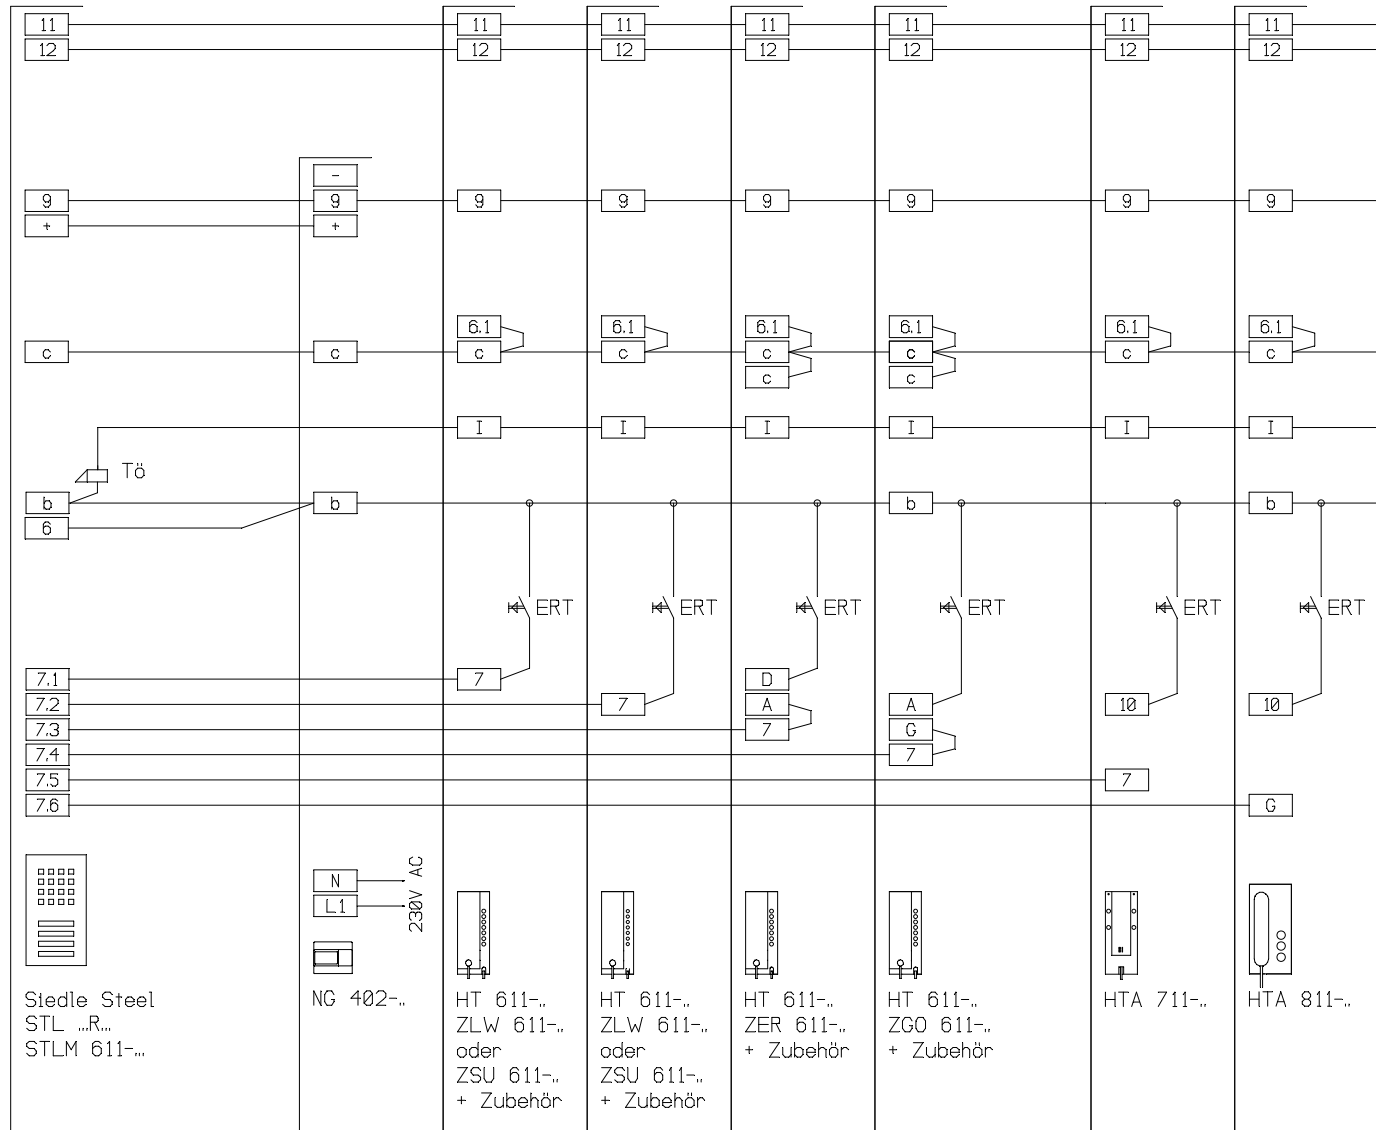 11 11 11 11 11 11 11
12 12 12 12 12 12 12
-
9 9 9 9 9 9 9 9
+ +
6.1 6.1 6.1 6.1 6.1 6.1
c c c c c c c c
c c
I I I I I I
Tö
b b b b
6
ERT ERT ERT ERT ERT ERT
7.1 7 D
7.2 7 A A 10 10
7.3 7 G
7.4 7
7.5 7
7.6 G
N
L1
230V AC
Siedle Steel
STL ...R...
STLM 611-...
NG 402-..
HT 611-..
ZLW 611-..
oder
ZSU 611-..
+ Zubehör
HT 611-..
ZLW 611-..
oder
ZSU 611-..
+ Zubehör
HT 611-..
ZER 611-..
+ Zubehör
HT 611-..
ZGO 611-..
+ Zubehör
HTA 711-..
HTA 811-..